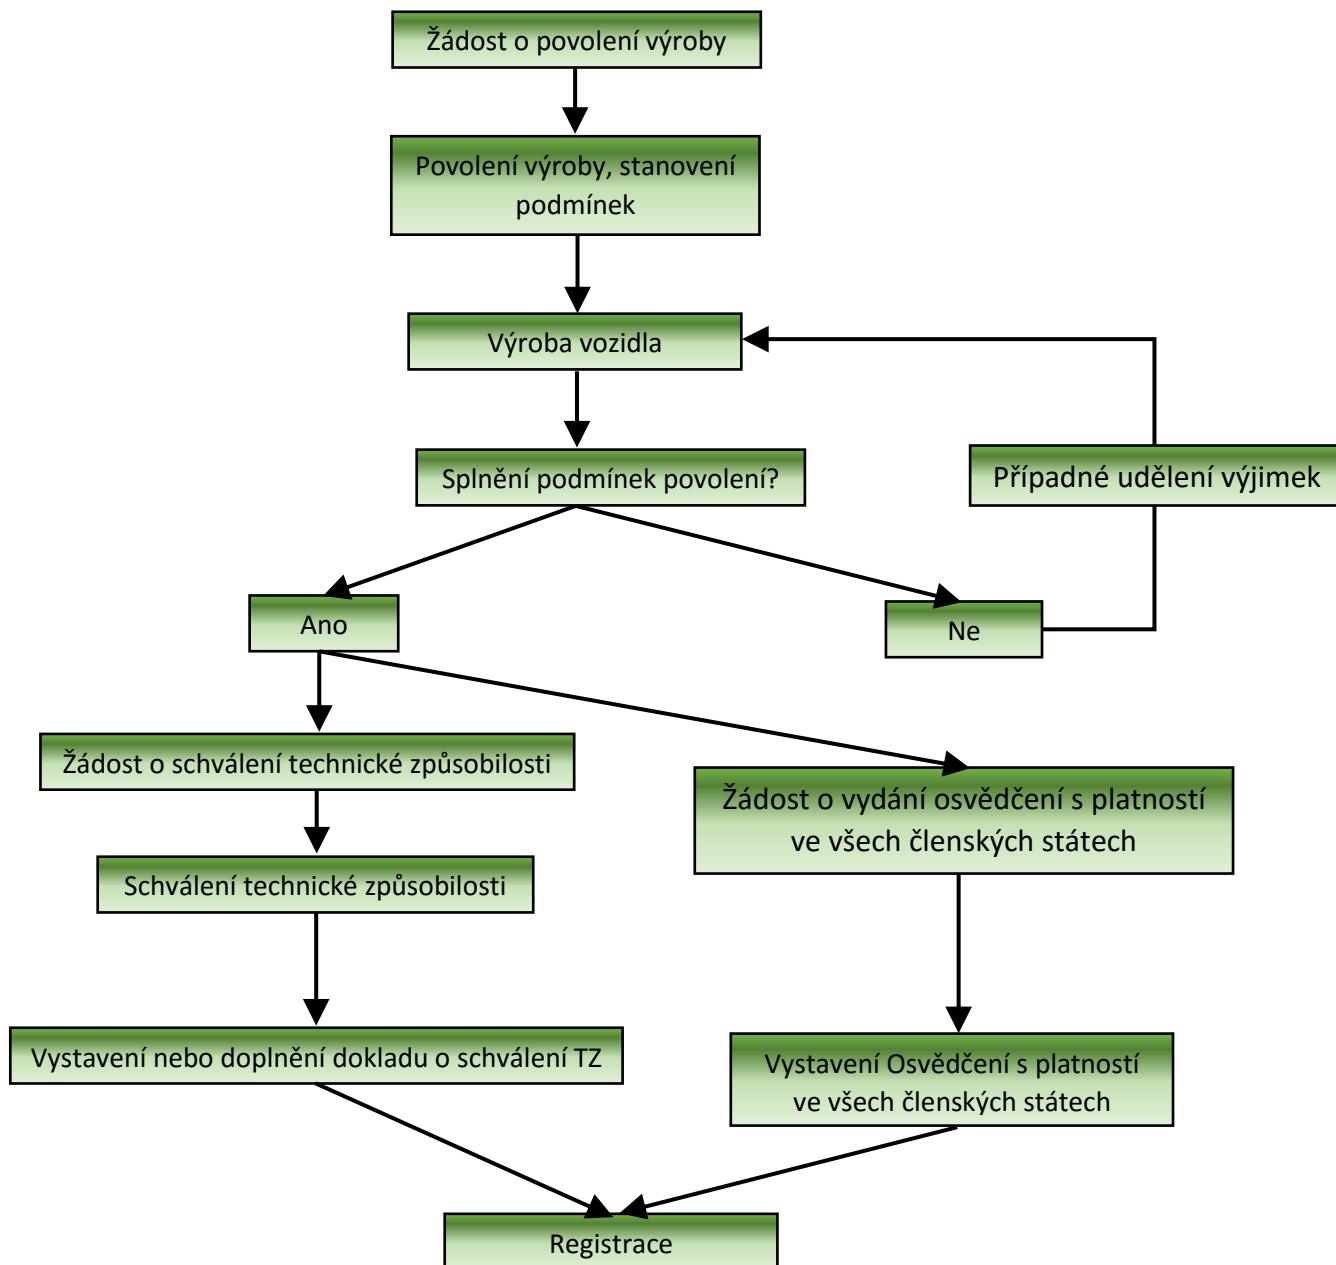 Žádost o povolení výroby
Povolení výroby, stanovení
podmínek
Výroba vozidla
Splnění podmínek povolení?
Případné udělení výjimek
Ano
Ne
Žádost o schválení technické způsobilosti
Žádost o vydání osvědčení s platností
ve všech členských státech
Schválení technické způsobilosti
Vystavení nebo doplnění dokladu o schválení TZ
Vystavení Osvědčení s platností
ve všech členských státech
Registrace